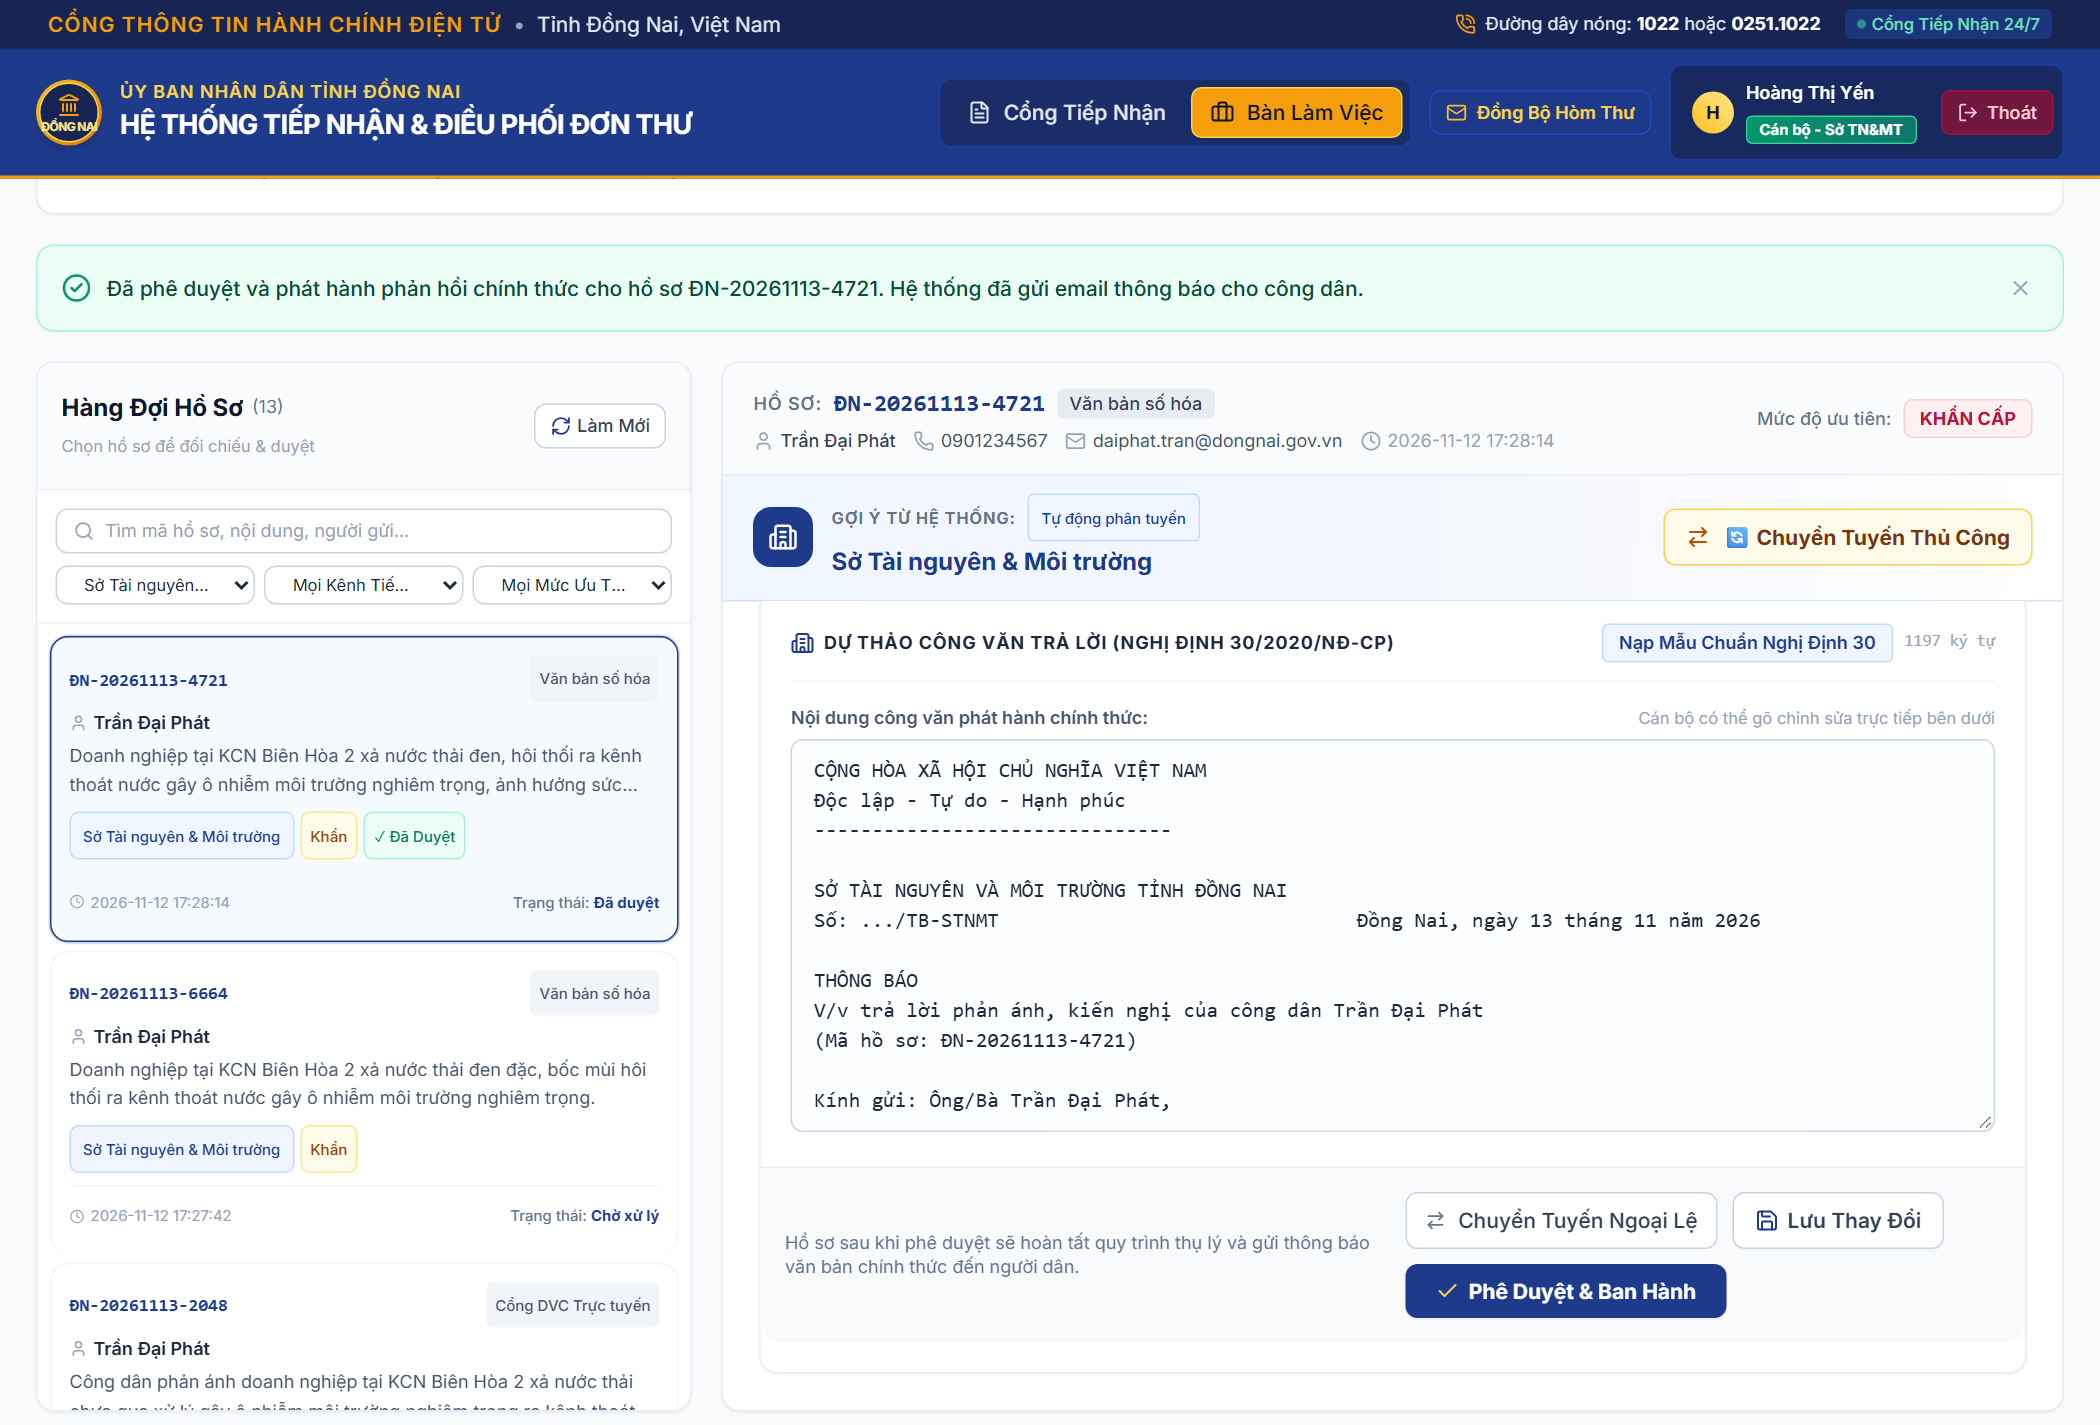 CỔNG THÔNG TIN HÀNH CHÍNH ĐIỆN TỬ • Tỉnh Đồng Nai, Việt Nam
Đường dây nóng: 1022 hoặc 0251.1022
Cổng Tiếp Nhận 24/7
ĐỒNG NAI
ỦY BAN NHÂN DÂN TỈNH ĐỒNG NAI
HỆ THỐNG TIẾP NHẬN & ĐIỀU PHỐI ĐƠN THƯ
Cổng Tiếp Nhận
Bàn Làm Việc
Đồng Bộ Hòm Thư
H
Hoàng Thị Yến
Cán bộ - Sở TN&MT
Thoát
Đã phê duyệt và phát hành phản hồi chính thức cho hồ sơ ĐN-20261113-4721. Hệ thống đã gửi email thông báo cho công dân.
Hàng Đợi Hồ Sơ (13)
Chọn hồ sơ để đối chiếu & duyệt
Làm Mới
Tìm mã hồ sơ, nội dung, người gửi...
Sở Tài nguyên...
Mọi Kênh Tiế...
Mọi Mức Ưu T...
ĐN-20261113-4721
Văn bản số hóa
Trần Đại Phát
Doanh nghiệp tại KCN Biên Hòa 2 xả nước thải đen, hôi thối ra kênh
thoát nước gây ô nhiễm môi trường nghiêm trọng, ảnh hưởng sức...
Sở Tài nguyên & Môi trường
Khẩn
✓ Đã Duyệt
2026-11-12 17:28:14
Trạng thái: Đã duyệt
ĐN-20261113-6664
Văn bản số hóa
Trần Đại Phát
Doanh nghiệp tại KCN Biên Hòa 2 xả nước thải đen đặc, bốc mùi hôi
thối ra kênh thoát nước gây ô nhiễm môi trường nghiêm trọng.
Sở Tài nguyên & Môi trường
Khẩn
2026-11-12 17:27:42
Trạng thái: Chờ xử lý
ĐN-20261113-2048
Cổng DVC Trực tuyến
Trần Đại Phát
Công dân phản ánh doanh nghiệp tại KCN Biên Hòa 2 xả nước thải
chưa qua xử lý gây ô nhiễm môi trường nghiêm trọng ra kênh thoát
HỒ SƠ: ĐN-20261113-4721
Văn bản số hóa
Trần Đại Phát
0901234567
daiphat.tran@dongnai.gov.vn
2026-11-12 17:28:14
Mức độ ưu tiên:
KHẨN CẤP
GỢI Ý TỪ HỆ THỐNG:
Tự động phân tuyến
Sở Tài nguyên & Môi trường
Chuyển Tuyến Thủ Công
DỰ THẢO CÔNG VĂN TRẢ LỜI (NGHỊ ĐỊNH 30/2020/NĐ-CP)
Nạp Mẫu Chuẩn Nghị Định 30
1197 ký tự
Nội dung công văn phát hành chính thức:
Cán bộ có thể gõ chỉnh sửa trực tiếp bên dưới
CỘNG HÒA XÃ HỘI CHỦ NGHĨA VIỆT NAM
Độc lập - Tự do - Hạnh phúc
-------------------------------
SỞ TÀI NGUYÊN VÀ MÔI TRƯỜNG TỈNH ĐỒNG NAI
Số: .../TB-STNMT Đồng Nai, ngày 13 tháng 11 năm 2026
THÔNG BÁO
V/v trả lời phản ánh, kiến nghị của công dân Trần Đại Phát
(Mã hồ sơ: ĐN-20261113-4721)
Kính gửi: Ông/Bà Trần Đại Phát,
Hồ sơ sau khi phê duyệt sẽ hoàn tất quy trình thụ lý và gửi thông báo
văn bản chính thức đến người dân.
Chuyển Tuyến Ngoại Lệ
Lưu Thay Đổi
Phê Duyệt & Ban Hành